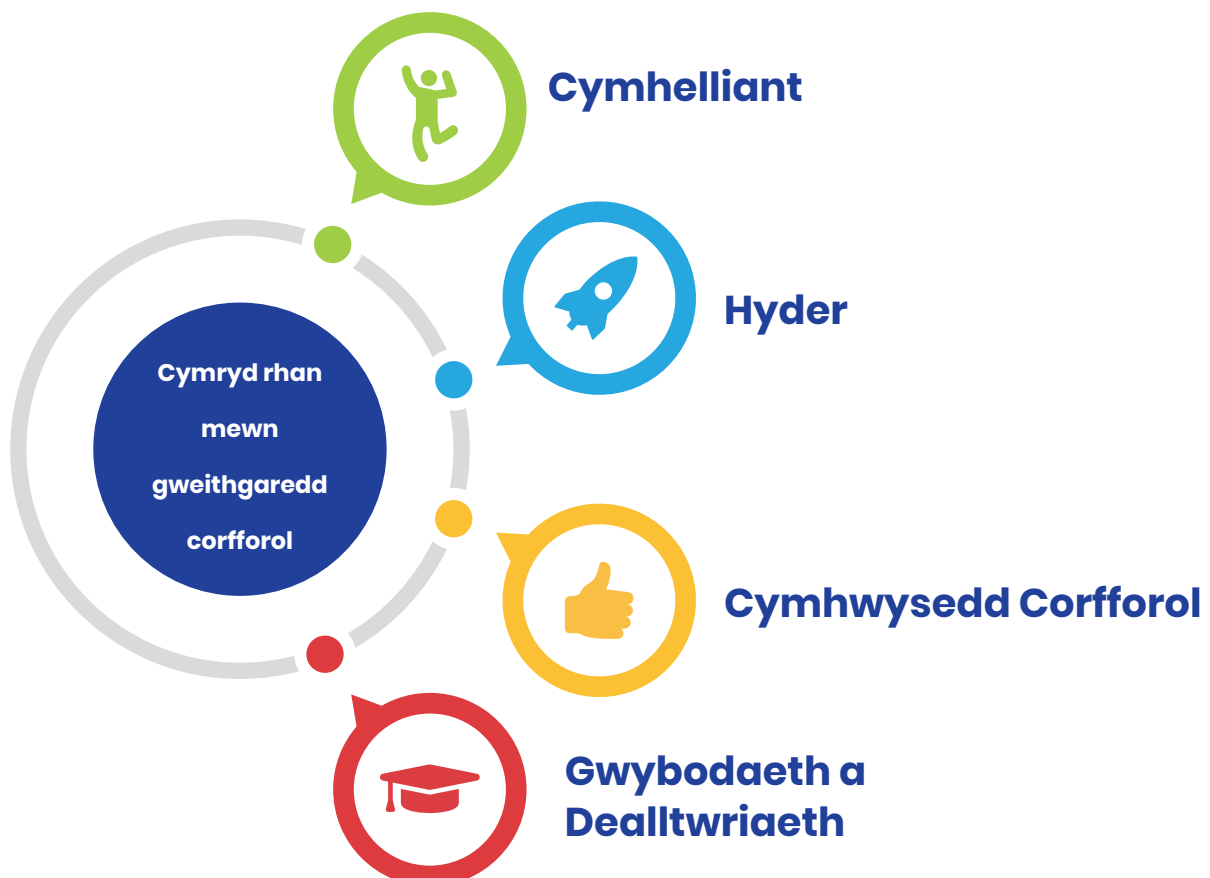 Cymhelliant
Hyder
Cymryd rhan
mewn
gweithgaredd
corfforol
Cymhwysedd Corfforol
Gwybodaeth a
Dealltwriaeth